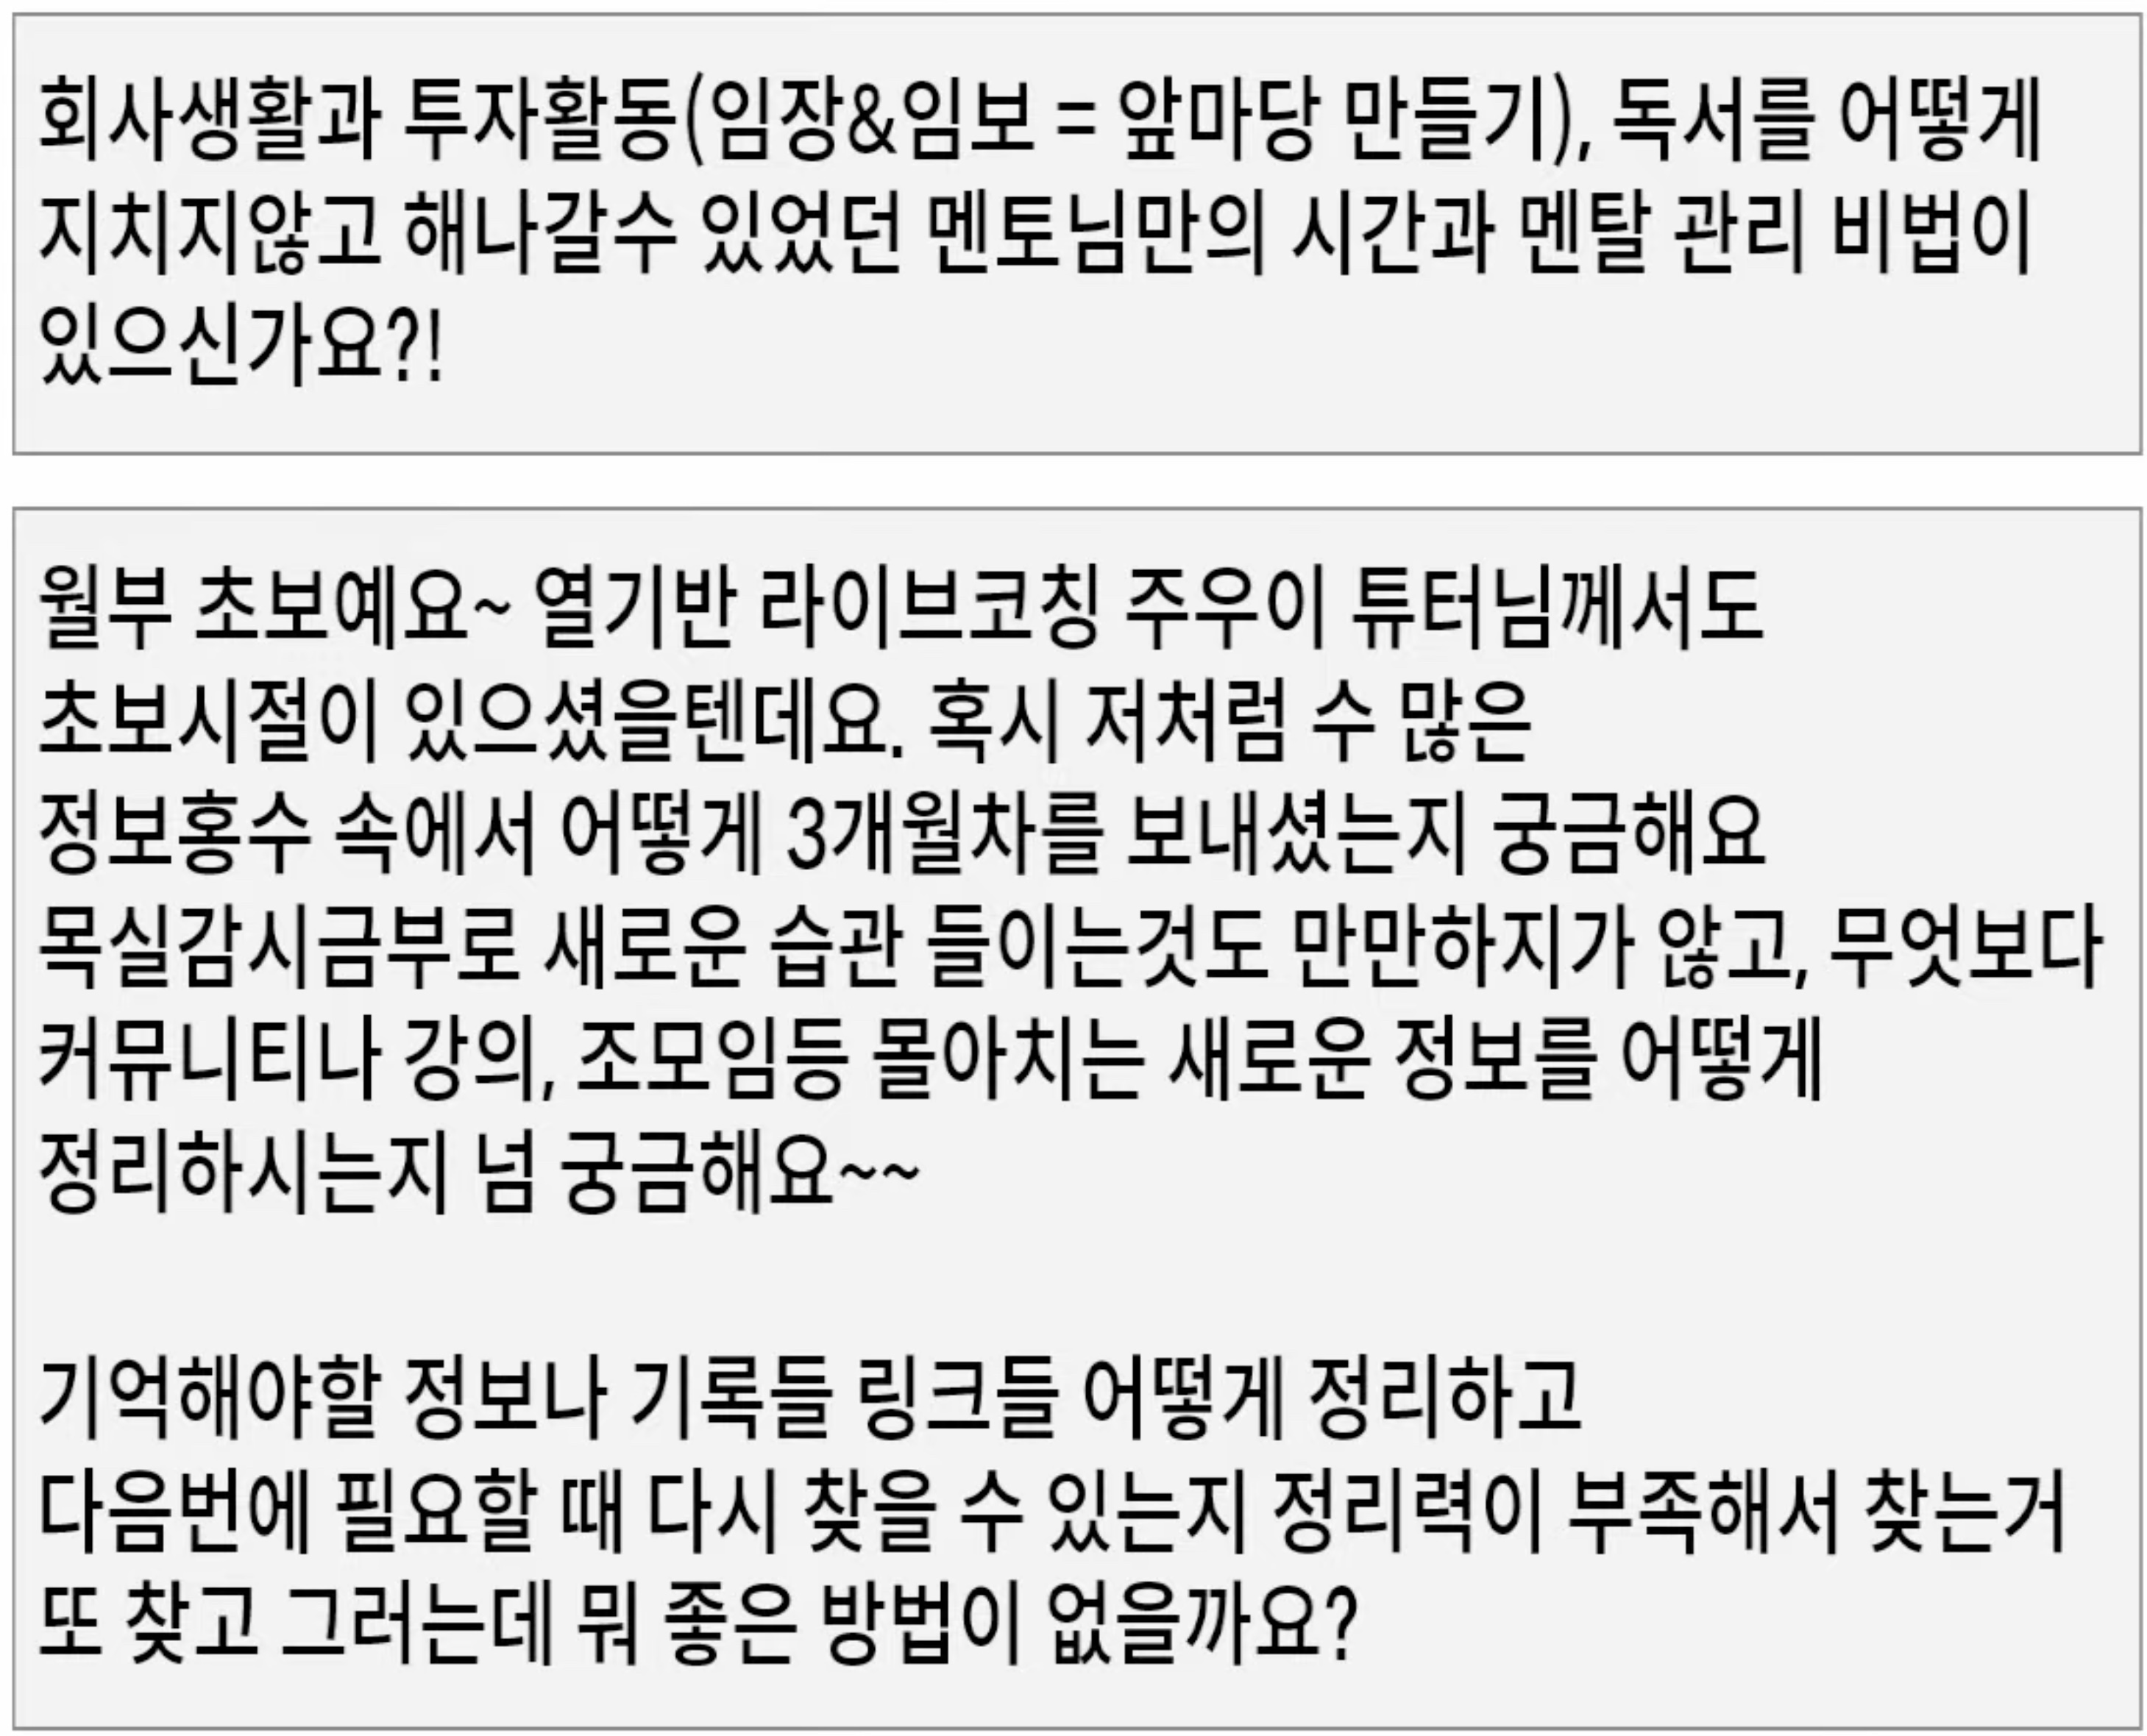 회사생활과 투자활동(임장&임보 = 앞마당 만들기), 독서를 어떻게
지치지않고 해나갈수 있었던 멘토님만의 시간과 멘탈 관리 비법이
있으신가요?!
월부 초보예요~ 열기반 라이브코칭 주우이 튜터님께서도
초보시절이 있으셨을텐데요. 혹시 저처럼 수 많은
정보홍수 속에서 어떻게 3개월차를 보내셨는지 궁금해요
목실감시금부로 새로운 습관 들이는것도 만만하지가 않고, 무엇보다
커뮤니티나 강의, 조모임등 몰아치는 새로운 정보를 어떻게
정리하시는지 넘 궁금해요~~
기억해야할 정보나 기록들 링크들 어떻게 정리하고
다음번에 필요할 때 다시 찾을 수 있는지 정리력이 부족해서 찾는거
또 찾고 그러는데 뭐 좋은 방법이 없을까요?